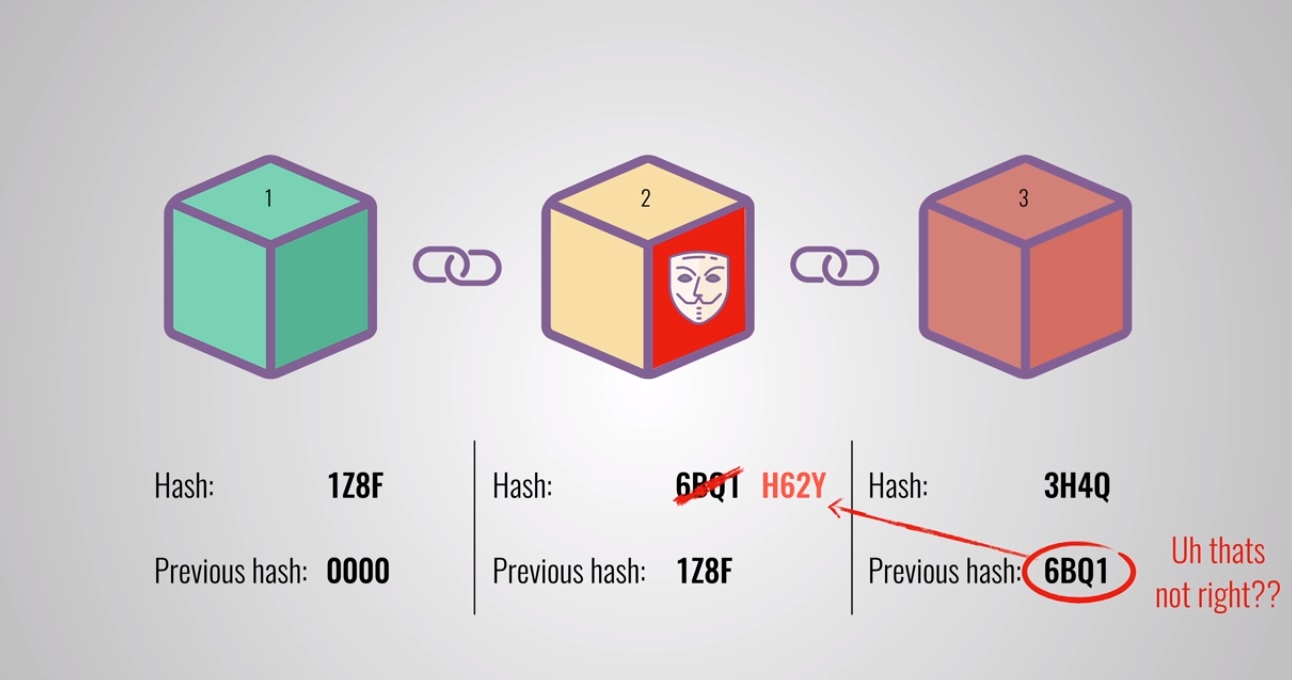 1
2
3
Hash: 1Z8F
Previous hash: 0000
Hash: 6BQ1 H62Y
Previous hash: 1Z8F
Hash: 3H4Q
Previous hash: 6BQ1
Uh thats
not right??